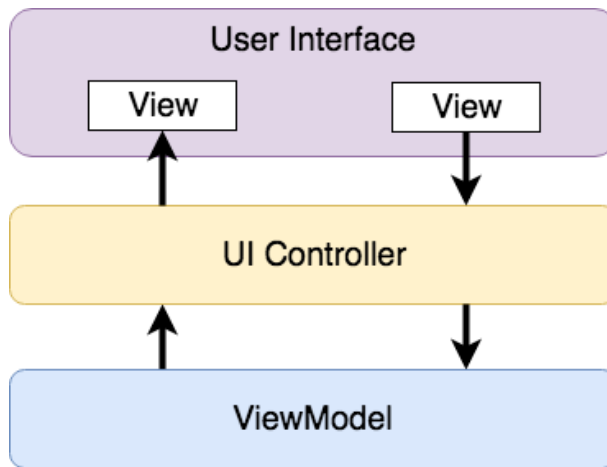 User Interface
View
View
UI Controller
ViewModel